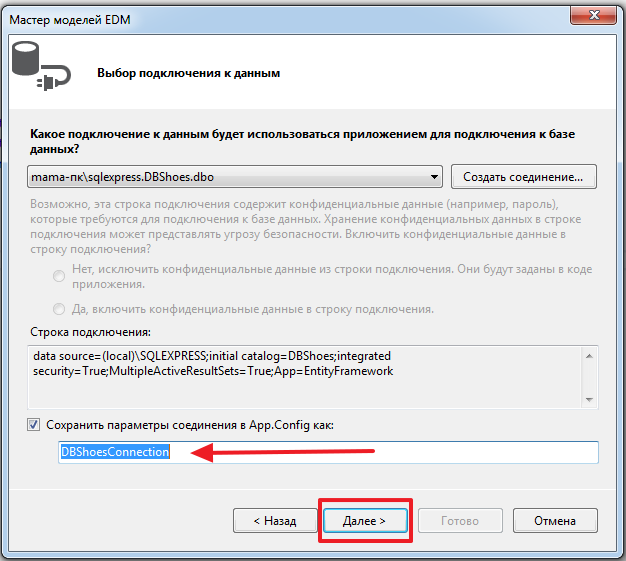 Мастер моделей EDM
Выбор подключения к данным
Какое подключение к данным будет использоваться приложением для подключения к базе
данных?
mama-пк\sqlexpress.DBShoes.dbo
Создать соединение...
Возможно, эта строка подключения содержит конфиденциальные данные (например, пароль),
которые требуются для подключения к базе данных. Хранение конфиденциальных данных в строке
подключения может представлять угрозу безопасности. Включить конфиденциальные данные в
строку подключения?
Нет, исключить конфиденциальные данные из строки подключения. Они будут заданы в коде
приложения.
Да, включить конфиденциальные данные в строку подключения.
Строка подключения:
data source=(local)\SQLEXPRESS;initial catalog=DBShoes;integrated
security=True;MultipleActiveResultSets=True;App=EntityFramework
Сохранить параметры соединения в App.Config как:
DBShoesConnection
< Назад
Далее >
Готово
Отмена